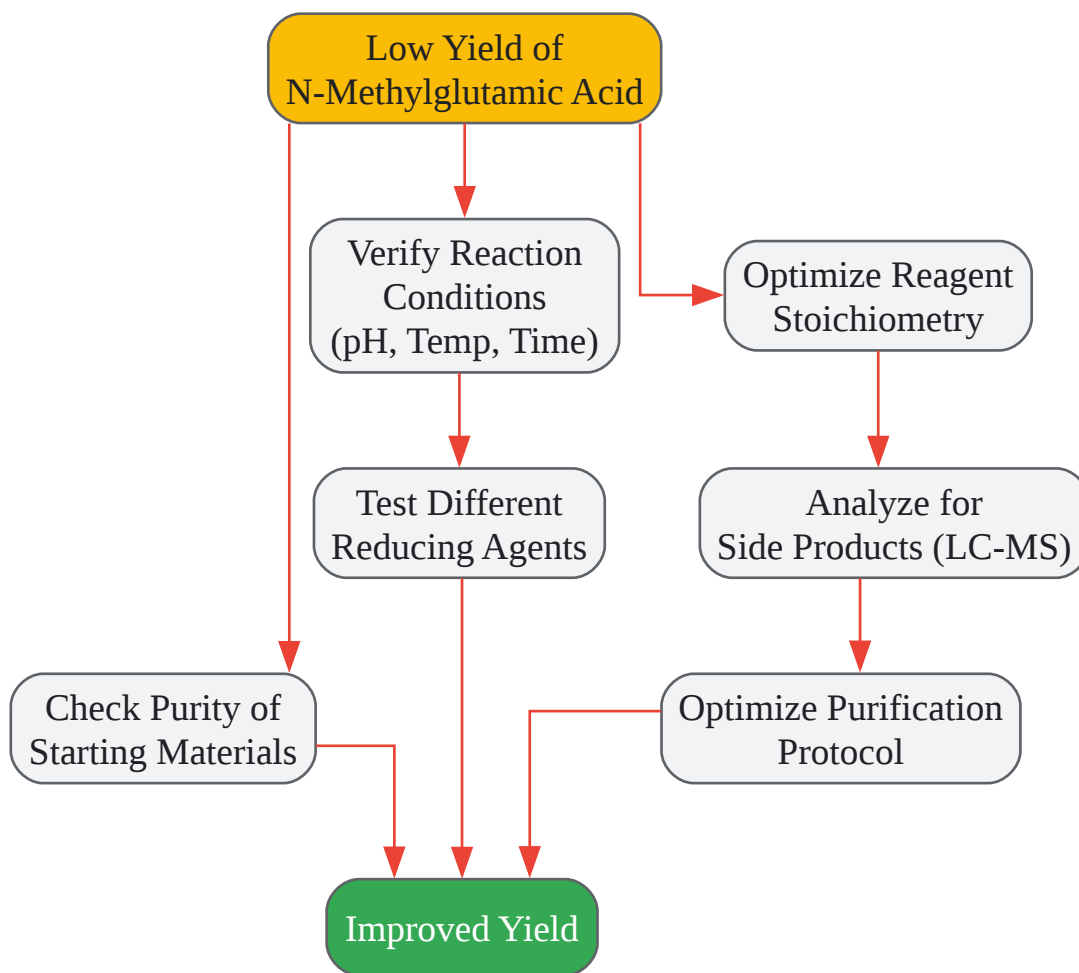 Low Yield of
N-Methylglutamic Acid
Verify Reaction
Conditions
(pH, Temp, Time)
Optimize Reagent
Stoichiometry
Test Different
Reducing Agents
Analyze for
Side Products (LC-MS)
Check Purity of
Starting Materials
Optimize Purification
Protocol
Improved Yield